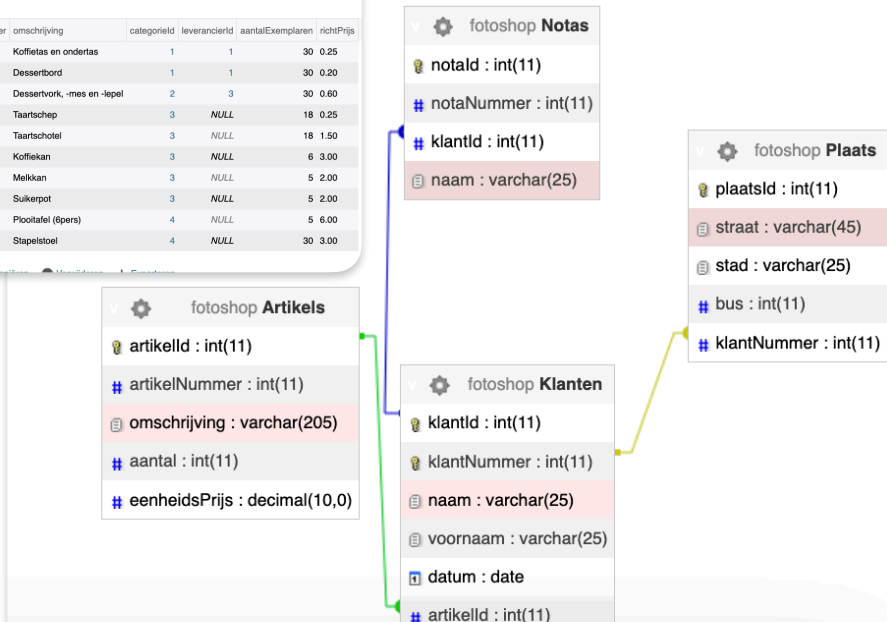 er omschrijving categorieId leverancierId aantalExemplaren richtPrijs
Koffietas en ondertas 1 1 30 0.25
Dessertbord 1 1 30 0.20
Dessertvork, -mes en -lepel 2 3 30 0.60
Taartschep 3 NULL 18 0.25
Taartschotel 3 NULL 18 1.50
Koffiekan 3 NULL 6 3.00
Melkkan 3 NULL 5 2.00
Suikerpot 3 NULL 5 2.00
Plooitafel (6pers) 4 NULL 5 6.00
Stapelstoel 4 NULL 30 3.00
v fotoshop Notas
notaId : int(11)
# notaNummer : int(11)
# klantId : int(11)
naam : varchar(25)
v fotoshop Plaats
plaatsId : int(11)
straat : varchar(45)
stad : varchar(25)
# bus : int(11)
# klantNummer : int(11)
v fotoshop Artikels
artikelId : int(11)
# artikelNummer : int(11)
omschrijving : varchar(205)
# aantal : int(11)
# eenheidsPrijs : decimal(10,0)
v fotoshop Klanten
klantId : int(11)
klantNummer : int(11)
naam : varchar(25)
voornaam : varchar(25)
datum : date
# artikelId : int(11)